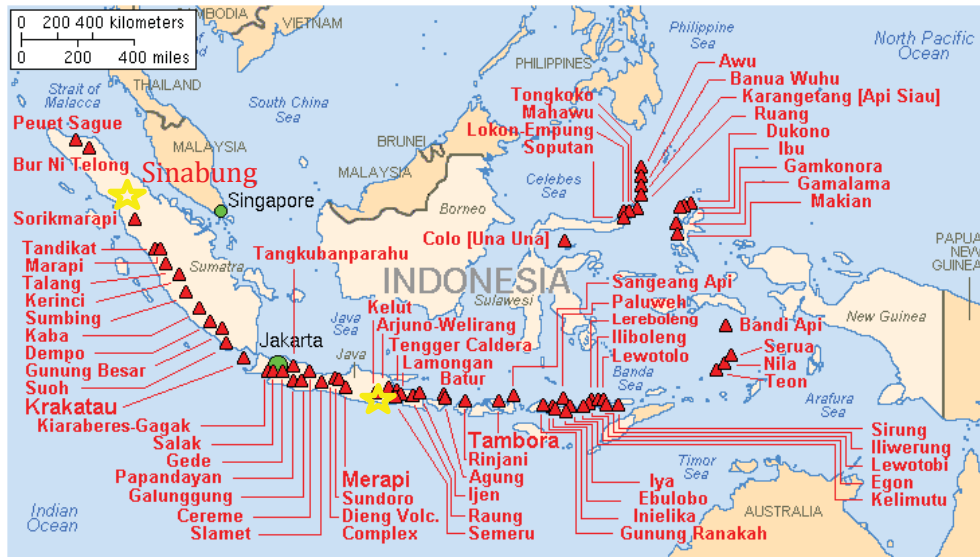 0 200 400 kilometers
0 200 400 miles
CAMBODIA
VIETNAM
THAILAND
Strait of
Malacca
South China
Sea
PHILIPPINES
Philippine
Sea
North Pacific
Ocean
MALAYSIA
BRUNEI
MALAYSIA
Celebes
Sea
Peuet Sague
Bur Ni Telong
Sinabung
Singapore
Sorikmarapi
Tandikat
Marapi
Talang
Kerinci
Sumbing
Kaba
Dempo
Gunung Besar
Suoh
Krakatau
Kiaraberes-Gagak
Salak
Gede
Papandayan
Galunggung
Cereme
Slamet
Sumatra
Tangkubanparahu
Jakarta
Java
Sea
Java
Borneo
INDONESIA
Sulawesi
Tongkoko
Mahawu
Lokon-Empung
Soputan
Colo [Una Una]
Awu
Banua Wuhu
Karangetang [Api Siau]
Ruang
Dukono
Ibu
Gamkonora
Gamalama
Makian
Kelut
Arjuno-Welirang
Tengger Caldera
Lamongan
Batur
Sangeang Api
Paluweh
Lereboleng
Iliboleng
Lewotolo
Banda
Sea
Bandi Api
Serua
Nila
Teon
New Guinea
PAPUA
NEW
GUINEA
Arafura
Sea
Merapi
Sundoro
Dieng Volc.
Complex
Tambora
Rinjani
Agung
Ijen
Raung
Semeru
Iya
Ebulobo
Inielika
Gunung Ranakah
Sirung
Iliwerung
Lewotobi
Egon
Kelimutu
Timor
Sea
Indian
Ocean
AUSTRALIA